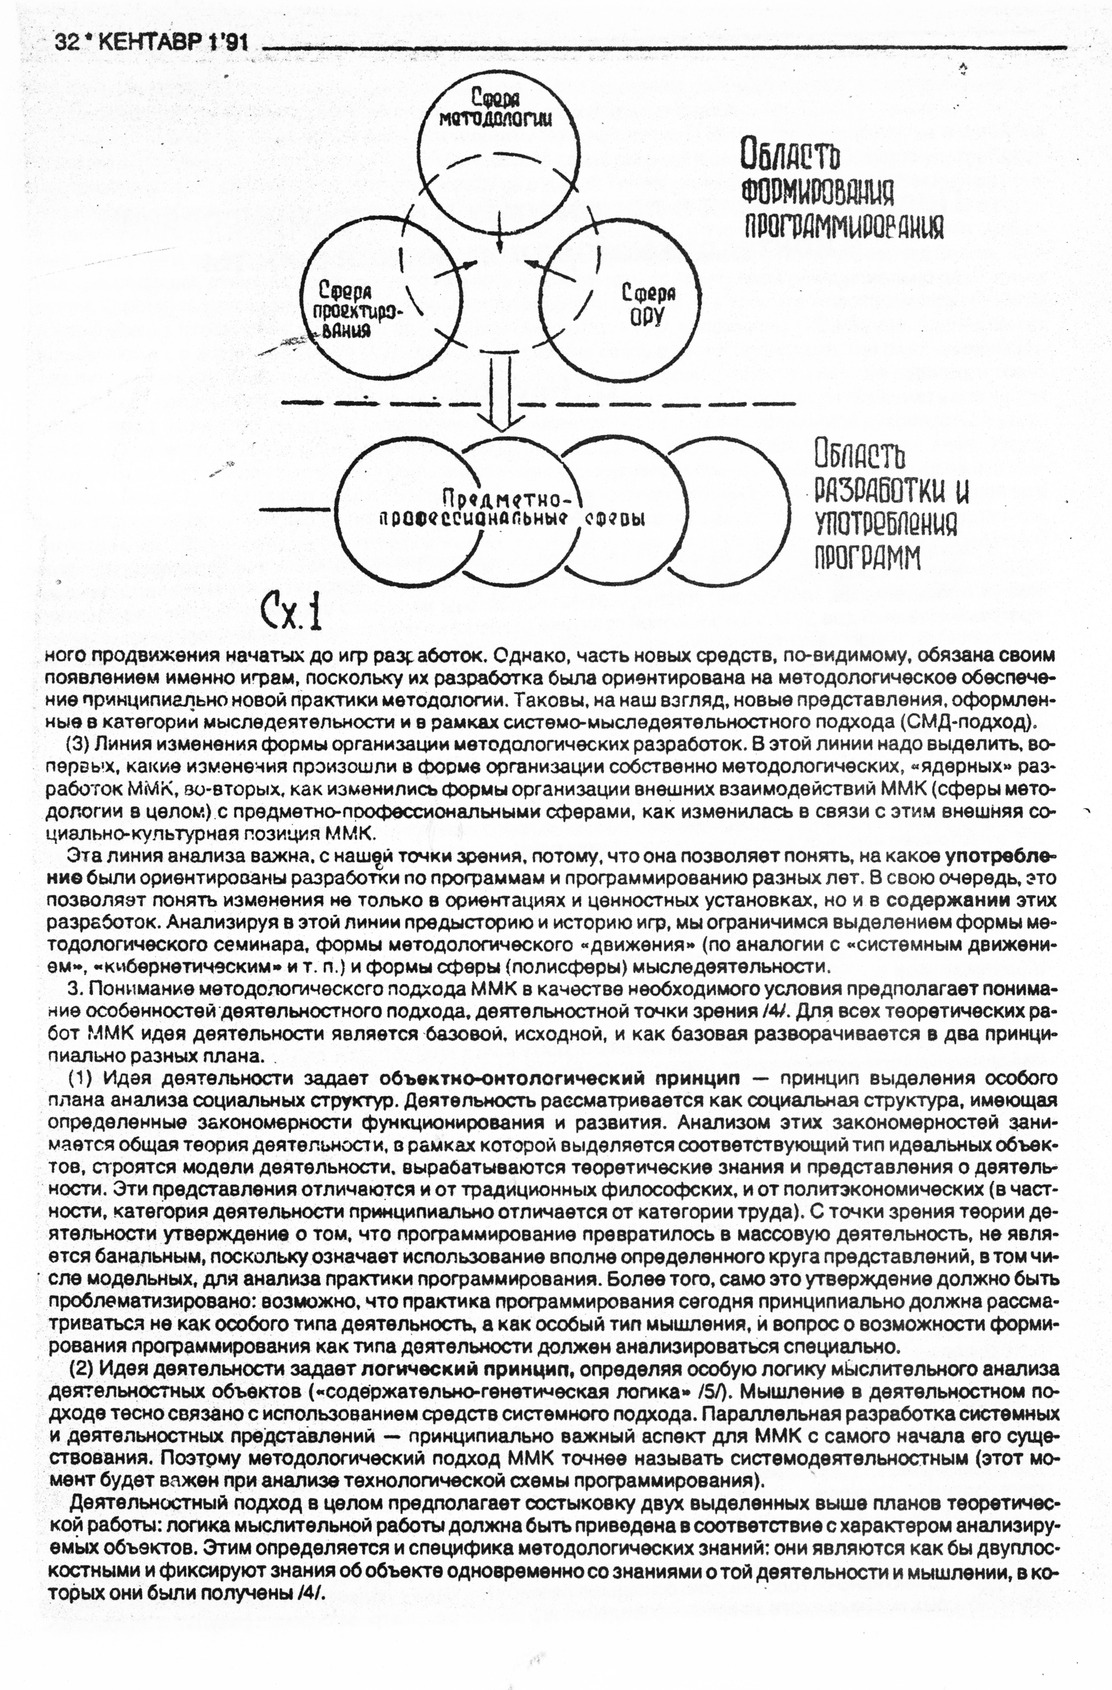 32 * КЕНТАВР 1'91
Сфера
методологии
Область
формирования
программирования
Сфера
проектиро-
вания
Сфера
ОРУ
Предметно-
профессиональные сферы
Область
разработки и
употребления
программ
Сх.1
ного продвижения начатых до игр разработок. Однако, часть новых средств, по-видимому, обязана своим
появлением именно играм, поскольку их разработка была ориентирована на методологическое обеспече-
ние принципиально новой практики методологии. Таковы, на наш взгляд, новые представления, оформлен-
ные в категории мыследеятельности и в рамках системо-мыследеятельностного подхода (СМД-подход).
(3) Линия изменения формы организации методологических разработок. В этой линии надо выделить, во-
первых, какие изменения произошли в форме организации собственно методологических, «ядерных» раз-
работок ММК, во-вторых, как изменились формы организации внешних взаимодействий ММК (сферы мето-
дологии в целом) с предметно-профессиональными сферами, как изменилась в связи с этим внешняя со-
циально-культурная позиция ММК.
Эта линия анализа важна, с нашей точки зрения, потому, что она позволяет понять, на какое употребле-
ние были ориентированы разработки по программам и программированию разных лет. В свою очередь, это
позволяет понять изменения не только в ориентациях и ценностных установках, но и в содержании этих
разработок. Анализируя в этой линии предысторию и историю игр, мы ограничимся выделением формы ме-
тодологического семинара, формы методологического «движения» (по аналогии с «системным движени-
ем», «кибернетическим» и т. п.) и формы сферы (полисферы) мыследеятельности.
3. Понимание методологического подхода ММК в качестве необходимого условия предполагает понима-
ние особенностей деятельностного подхода, деятельностной точки зрения /4/. Для всех теоретических ра-
бот ММК идея деятельности является базовой, исходной, и как базовая разворачивается в два принци-
пиально разных плана.
(1) Идея деятельности задает объектно-онтологический принцип — принцип выделения особого
плана анализа социальных структур. Деятельность рассматривается как социальная структура, имеющая
определенные закономерности функционирования и развития. Анализом этих закономерностей зани-
мается общая теория деятельности, в рамках которой выделяется соответствующий тип идеальных объек-
тов, строятся модели деятельности, вырабатываются теоретические знания и представления о деятель-
ности. Эти представления отличаются и от традиционных философских, и от политэкономических (в част-
ности, категория деятельности принципиально отличается от категории труда). С точки зрения теории де-
ятельности утверждение о том, что программирование превратилось в массовую деятельность, не явля-
ется банальным, поскольку означает использование вполне определенного круга представлений, в том чи-
сле модельных, для анализа практики программирования. Более того, само это утверждение должно быть
проблематизировано: возможно, что практика программирования сегодня принципиально должна рассма-
триваться не как особого типа деятельность, а как особый тип мышления, и вопрос о возможности форми-
рования программирования как типа деятельности должен анализироваться специально.
(2) Идея деятельности задает логический принцип, определяя особую логику мыслительного анализа
деятельностных объектов («содержательно-генетическая логика» /5/). Мышление в деятельностном по-
дходе тесно связано с использованием средств системного подхода. Параллельная разработка системных
и деятельностных представлений — принципиально важный аспект для ММК с самого начала его суще-
ствования. Поэтому методологический подход ММК точнее называть системодеятельностным (этот мо-
мент будет важен при анализе технологической схемы программирования).
Деятельностный подход в целом предполагает состыковку двух выделенных выше планов теоретичес-
кой работы: логика мыслительной работы должна быть приведена в соответствие с характером анализиру-
емых объектов. Этим определяется и специфика методологических знаний: они являются как бы двуплос-
костными и фиксируют знания об объекте одновременно со знаниями о той деятельности и мышлении, в ко-
торых они были получены /4/.